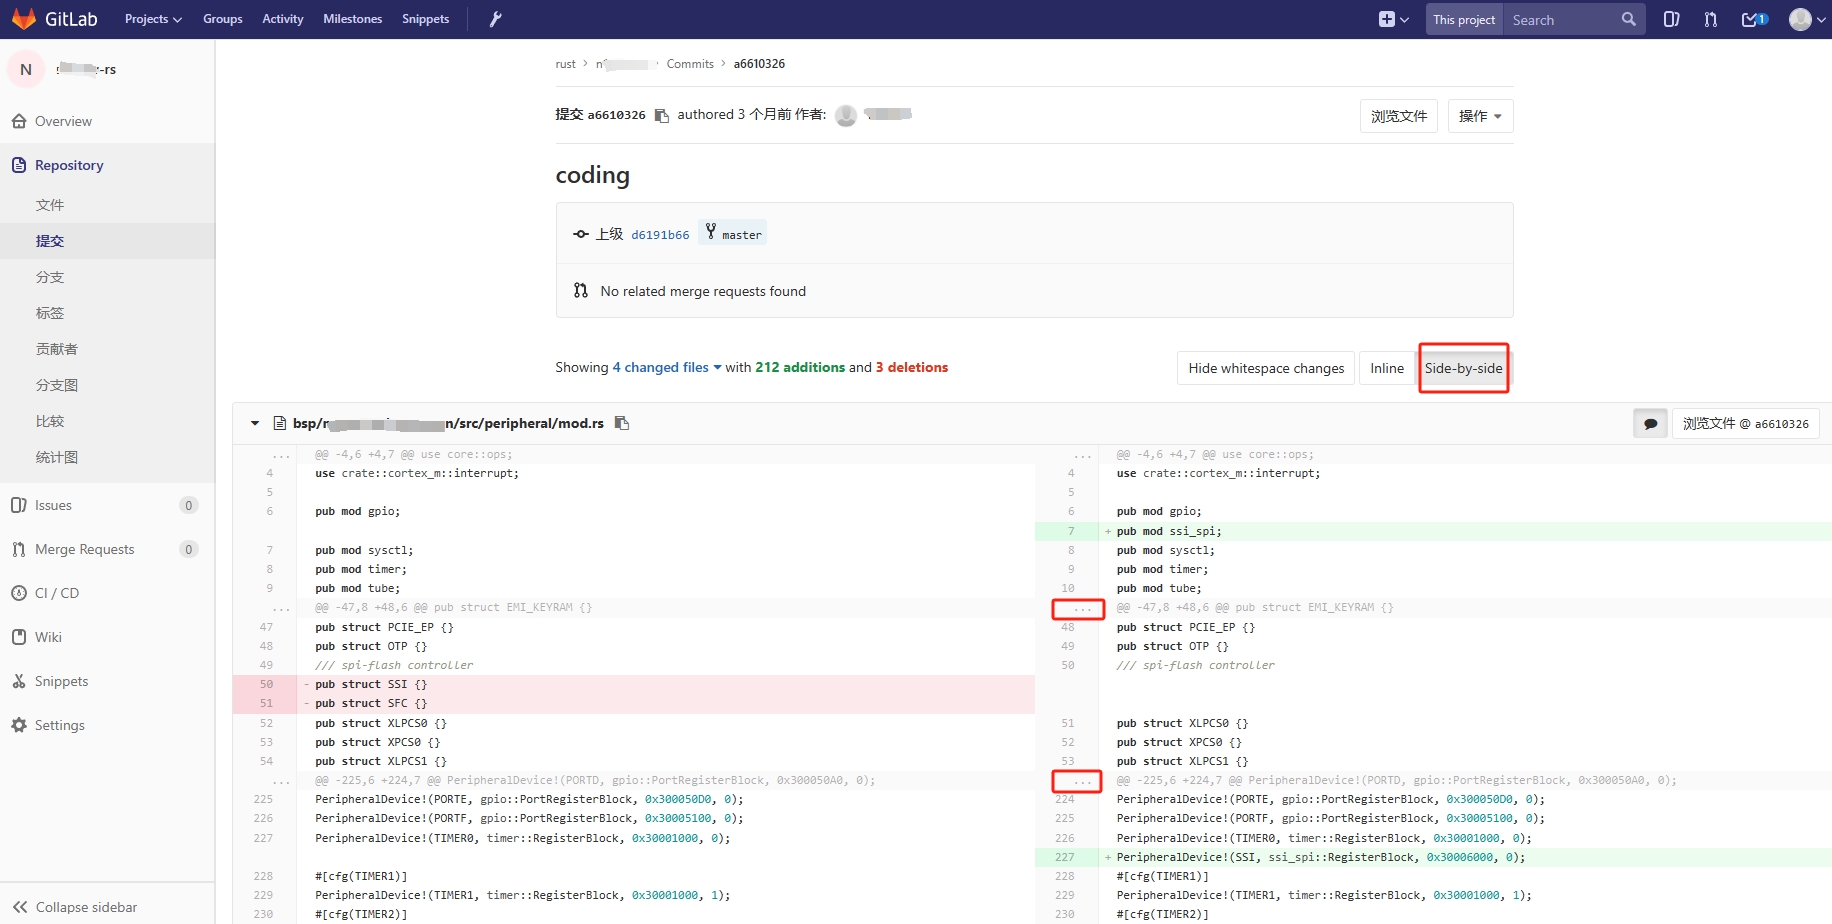 GitLab Projects Groups Activity Milestones Snippets This project Search 1
N -rs
Overview
Repository
文件
提交
分支
标签
贡献者
分支图
比较
统计图
Issues 0
Merge Requests 0
CI / CD
Wiki
Snippets
Settings
Collapse sidebar
rust › › Commits › a6610326
提交 a6610326 authored 3 个月前 作者:
浏览文件 操作
coding
上级 d6191b66 master
No related merge requests found
Showing 4 changed files with 212 additions and 3 deletions
Hide whitespace changes Inline Side-by-side
bsp/ n/src/peripheral/mod.rs
浏览文件 @ a6610326
... @@ -4,6 +4,7 @@ use core::ops; ... @@ -4,6 +4,7 @@ use core::ops;
4 use crate::cortex_m::interrupt; 4 use crate::cortex_m::interrupt;
5 5
6 pub mod gpio; 6 pub mod gpio;
7 + pub mod ssi_spi;
7 pub mod sysctl; 8 pub mod sysctl;
8 pub mod timer; 9 pub mod timer;
9 pub mod tube; 10 pub mod tube;
... @@ -47,8 +48,6 @@ pub struct EMI_KEYRAM {} ... @@ -47,8 +48,6 @@ pub struct EMI_KEYRAM {}
47 pub struct PCIE_EP {} 48 pub struct PCIE_EP {}
48 pub struct OTP {} 49 pub struct OTP {}
49 /// spi-flash controller 50 /// spi-flash controller
50 - pub struct SSI {}
51 - pub struct SFC {}
52 pub struct XLPCS0 {} 51 pub struct XLPCS0 {}
53 pub struct XPCS0 {} 52 pub struct XPCS0 {}
54 pub struct XLPCS1 {} 53 pub struct XLPCS1 {}
... @@ -225,6 +224,7 @@ PeripheralDevice!(PORTD, gpio::PortRegisterBlock, 0x300050A0, 0); ... @@ -225,6 +224,7 @@ PeripheralDevice!(PORTD, gpio::PortRegisterBlock, 0x300050A0, 0);
225 PeripheralDevice!(PORTE, gpio::PortRegisterBlock, 0x300050D0, 0); 224 PeripheralDevice!(PORTE, gpio::PortRegisterBlock, 0x300050D0, 0);
226 PeripheralDevice!(PORTF, gpio::PortRegisterBlock, 0x30005100, 0); 225 PeripheralDevice!(PORTF, gpio::PortRegisterBlock, 0x30005100, 0);
227 PeripheralDevice!(TIMER0, timer::RegisterBlock, 0x30001000, 0); 226 PeripheralDevice!(TIMER0, timer::RegisterBlock, 0x30001000, 0);
227 + PeripheralDevice!(SSI, ssi_spi::RegisterBlock, 0x30006000, 0);
228 #[cfg(TIMER1)] 228 #[cfg(TIMER1)]
229 PeripheralDevice!(TIMER1, timer::RegisterBlock, 0x30001000, 1); 229 PeripheralDevice!(TIMER1, timer::RegisterBlock, 0x30001000, 1);
230 #[cfg(TIMER2)] 230 #[cfg(TIMER2)]